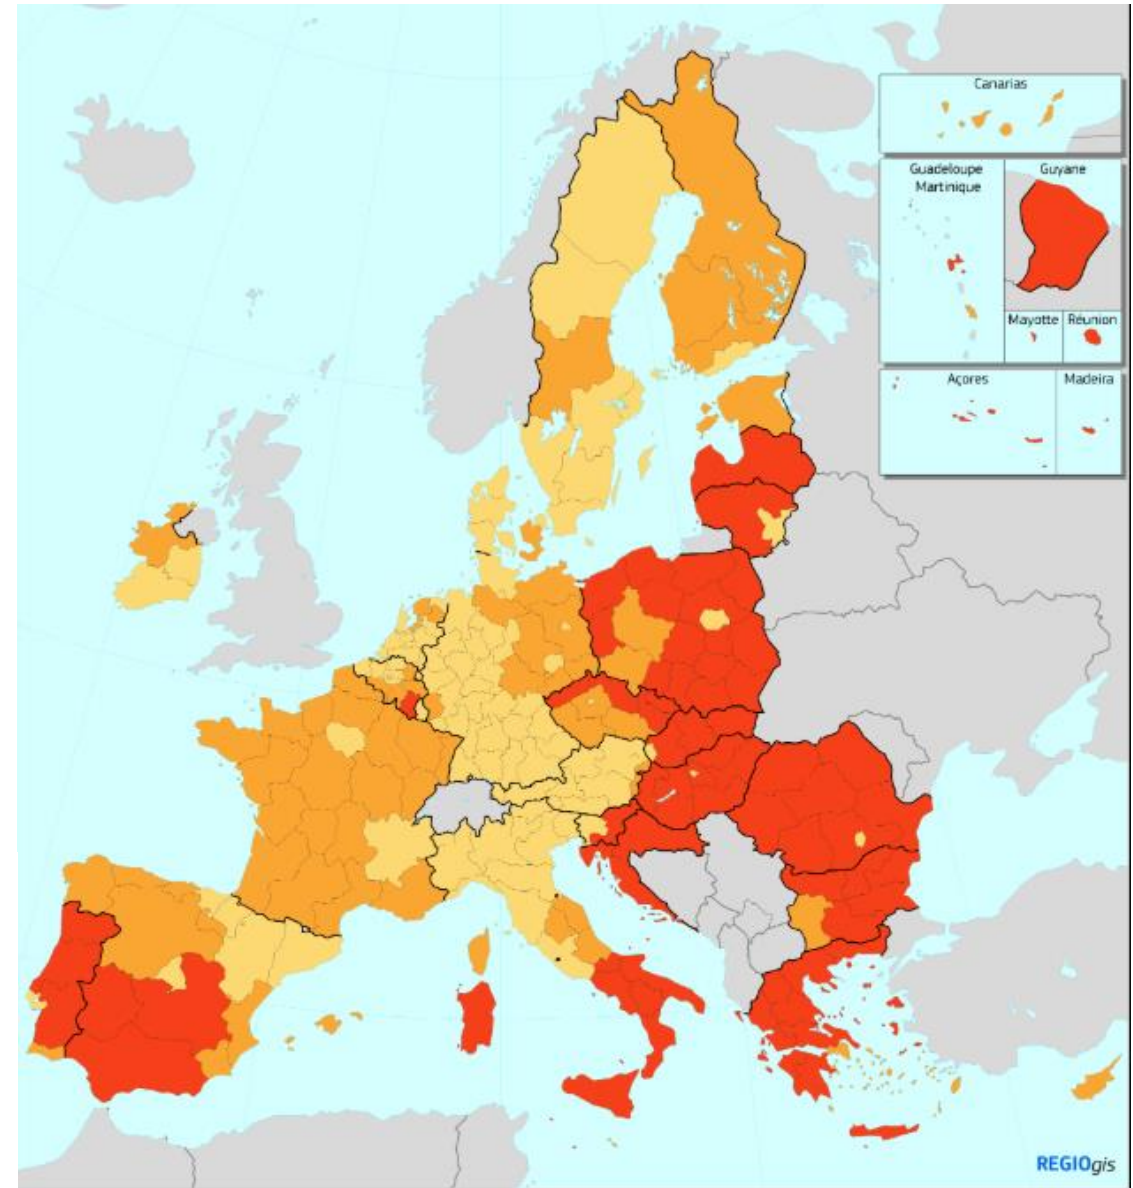 Canarias
Guadeloupe
Martinique
Guyane
Mayotte
Réunion
Açores
Madeira
REGIOgis